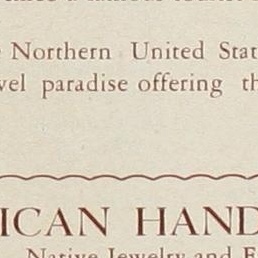 Northern United Stat
vel paradise offering th
ICAN HAND
Native Jewelry and E